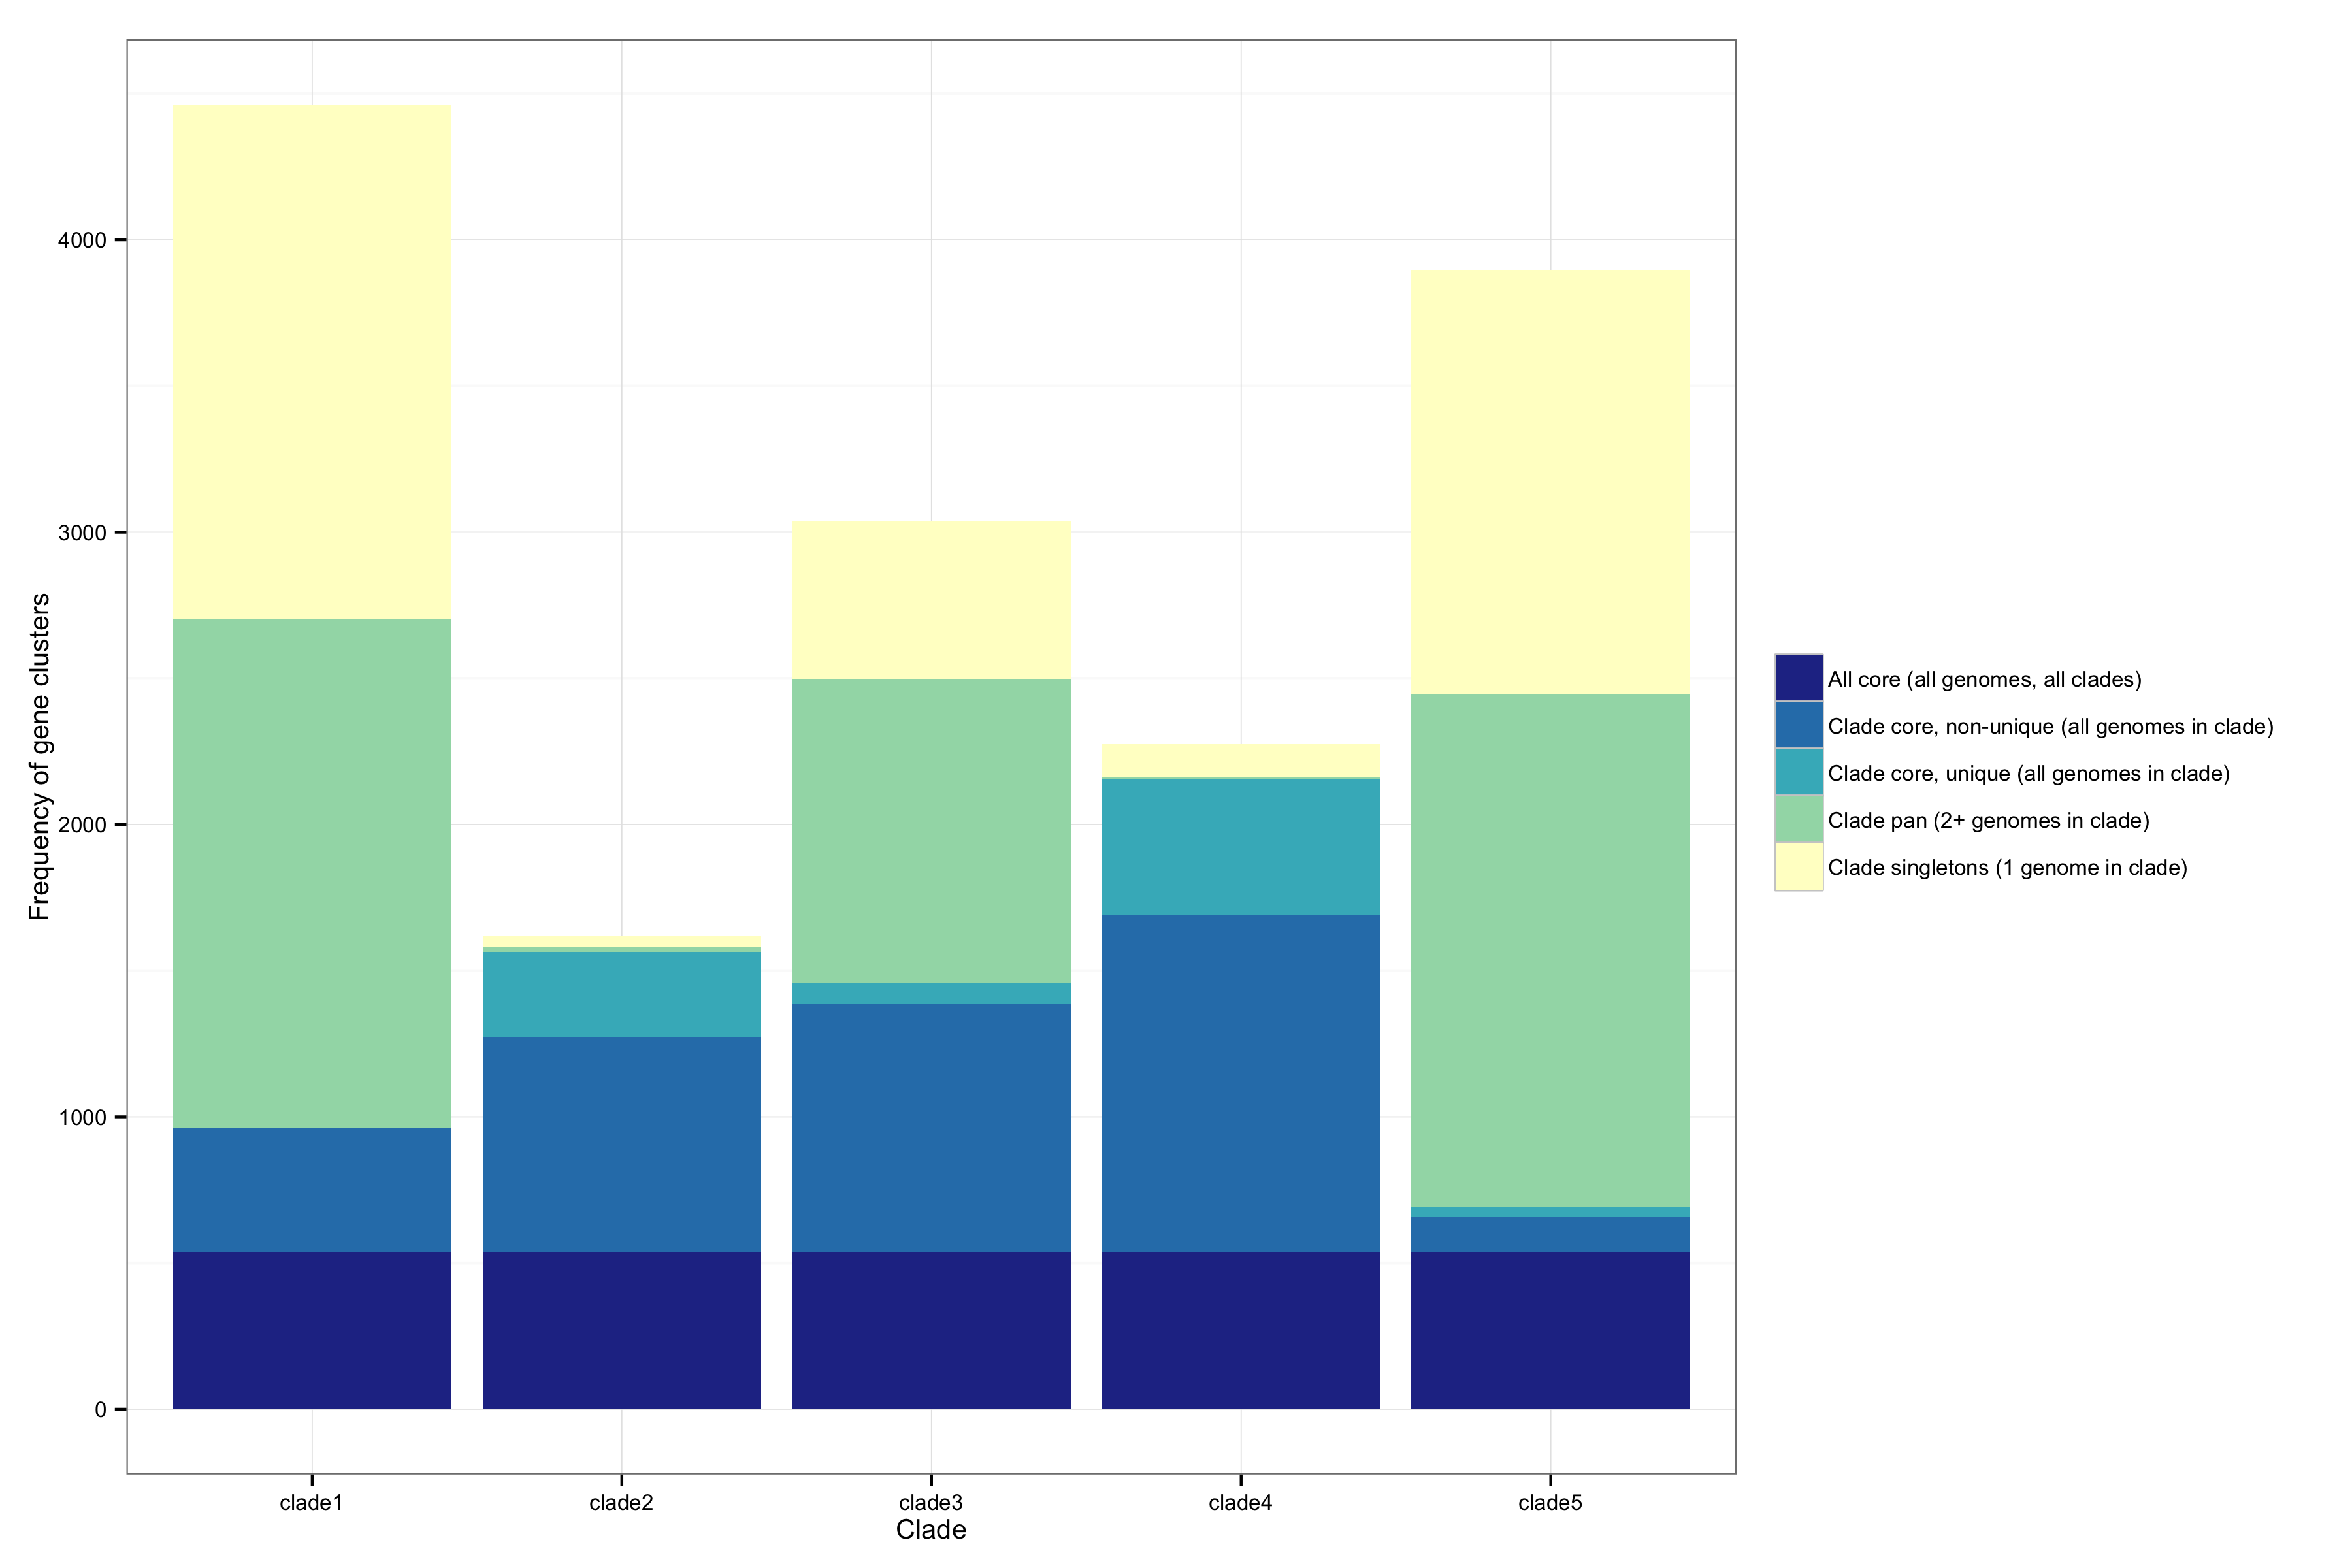 Frequency of gene clusters
4000
3000
2000
1000
0
clade1
clade2
clade3
clade4
clade5
Clade
All core (all genomes, all clades)
Clade core, non-unique (all genomes in clade)
Clade core, unique (all genomes in clade)
Clade pan (2+ genomes in clade)
Clade singletons (1 genome in clade)